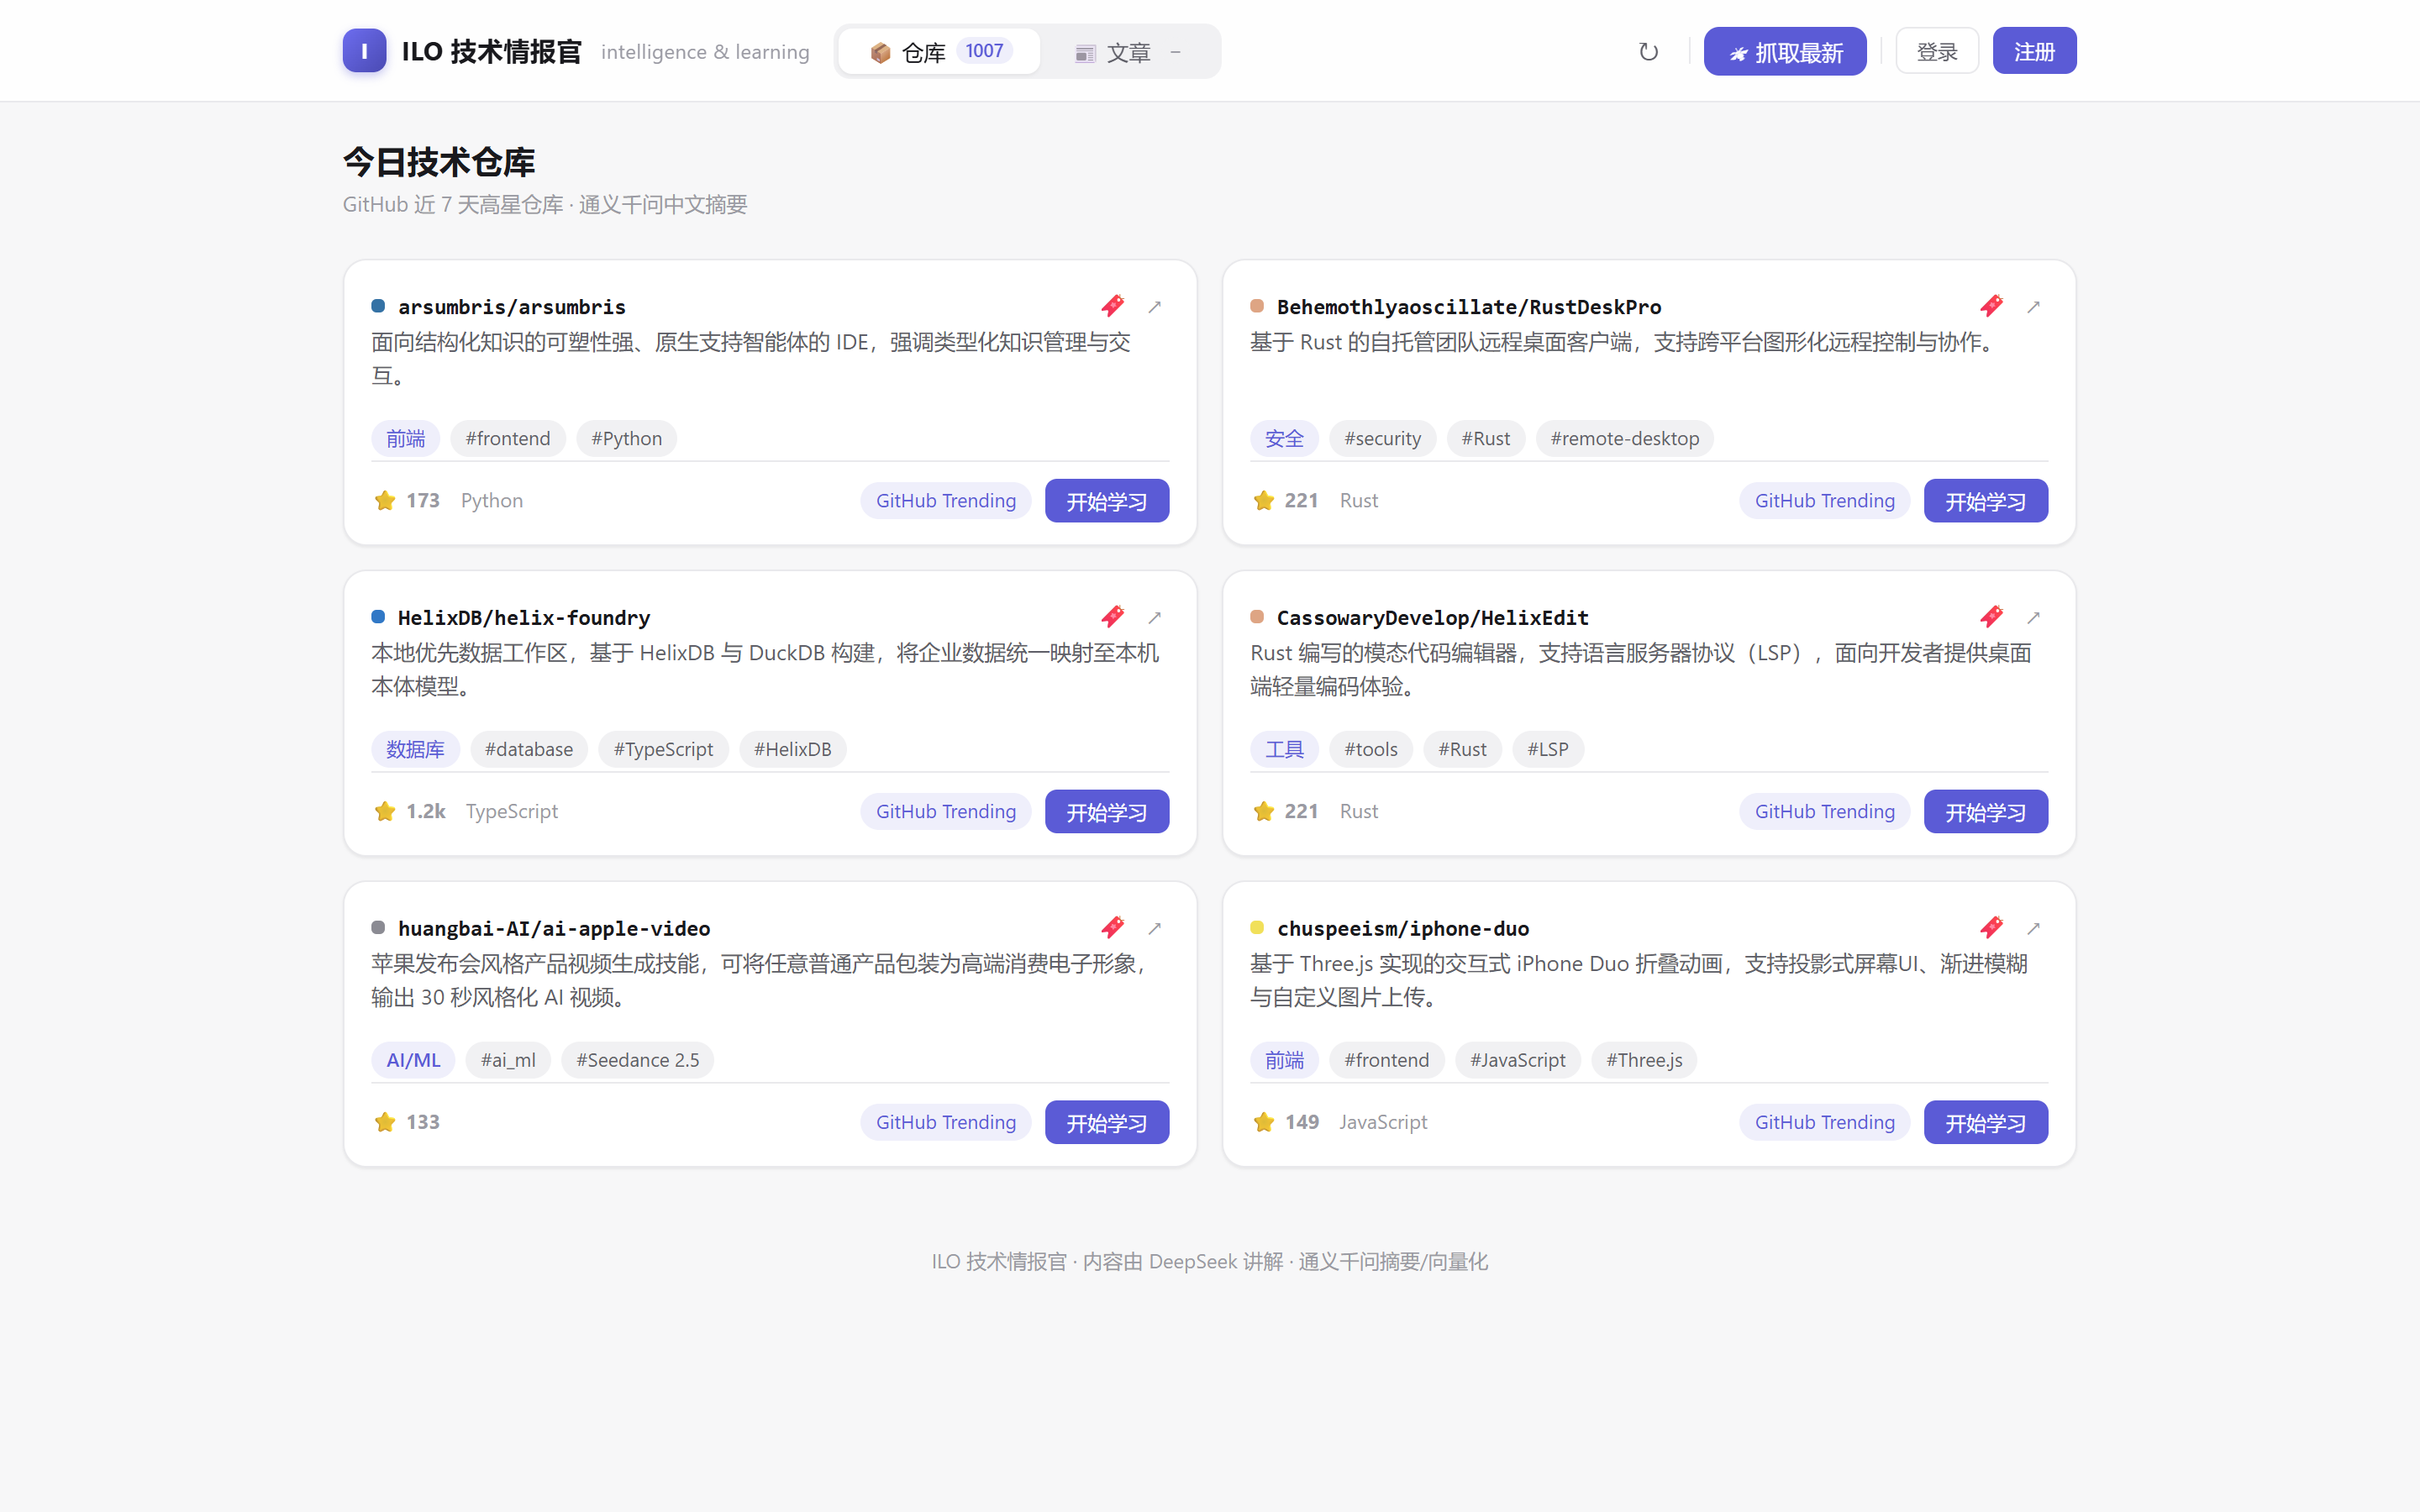 I ILO 技术情报官 intelligence & learning 仓库 1007 文章 – 抓取最新 登录 注册
今日技术仓库
GitHub 近 7 天高星仓库 · 通义千问中文摘要
arsumbris/arsumbris
面向结构化知识的可塑性强、原生支持智能体的 IDE，强调类型化知识管理与交
互。
前端 #frontend #Python
173 Python GitHub Trending 开始学习
Behemothlyaoscillate/RustDeskPro
基于 Rust 的自托管团队远程桌面客户端，支持跨平台图形化远程控制与协作。
安全 #security #Rust #remote-desktop
221 Rust GitHub Trending 开始学习
HelixDB/helix-foundry
本地优先数据工作区，基于 HelixDB 与 DuckDB 构建，将企业数据统一映射至本机
本体模型。
数据库 #database #TypeScript #HelixDB
1.2k TypeScript GitHub Trending 开始学习
CassowaryDevelop/HelixEdit
Rust 编写的模态代码编辑器，支持语言服务器协议（LSP），面向开发者提供桌面
端轻量编码体验。
工具 #tools #Rust #LSP
221 Rust GitHub Trending 开始学习
huangbai-AI/ai-apple-video
苹果发布会风格产品视频生成技能，可将任意普通产品包装为高端消费电子形象，
输出 30 秒风格化 AI 视频。
AI/ML #ai_ml #Seedance 2.5
133 GitHub Trending 开始学习
chuspeeism/iphone-duo
基于 Three.js 实现的交互式 iPhone Duo 折叠动画，支持投影式屏幕UI、渐进模糊
与自定义图片上传。
前端 #frontend #JavaScript #Three.js
149 JavaScript GitHub Trending 开始学习
ILO 技术情报官 · 内容由 DeepSeek 讲解 · 通义千问摘要/向量化